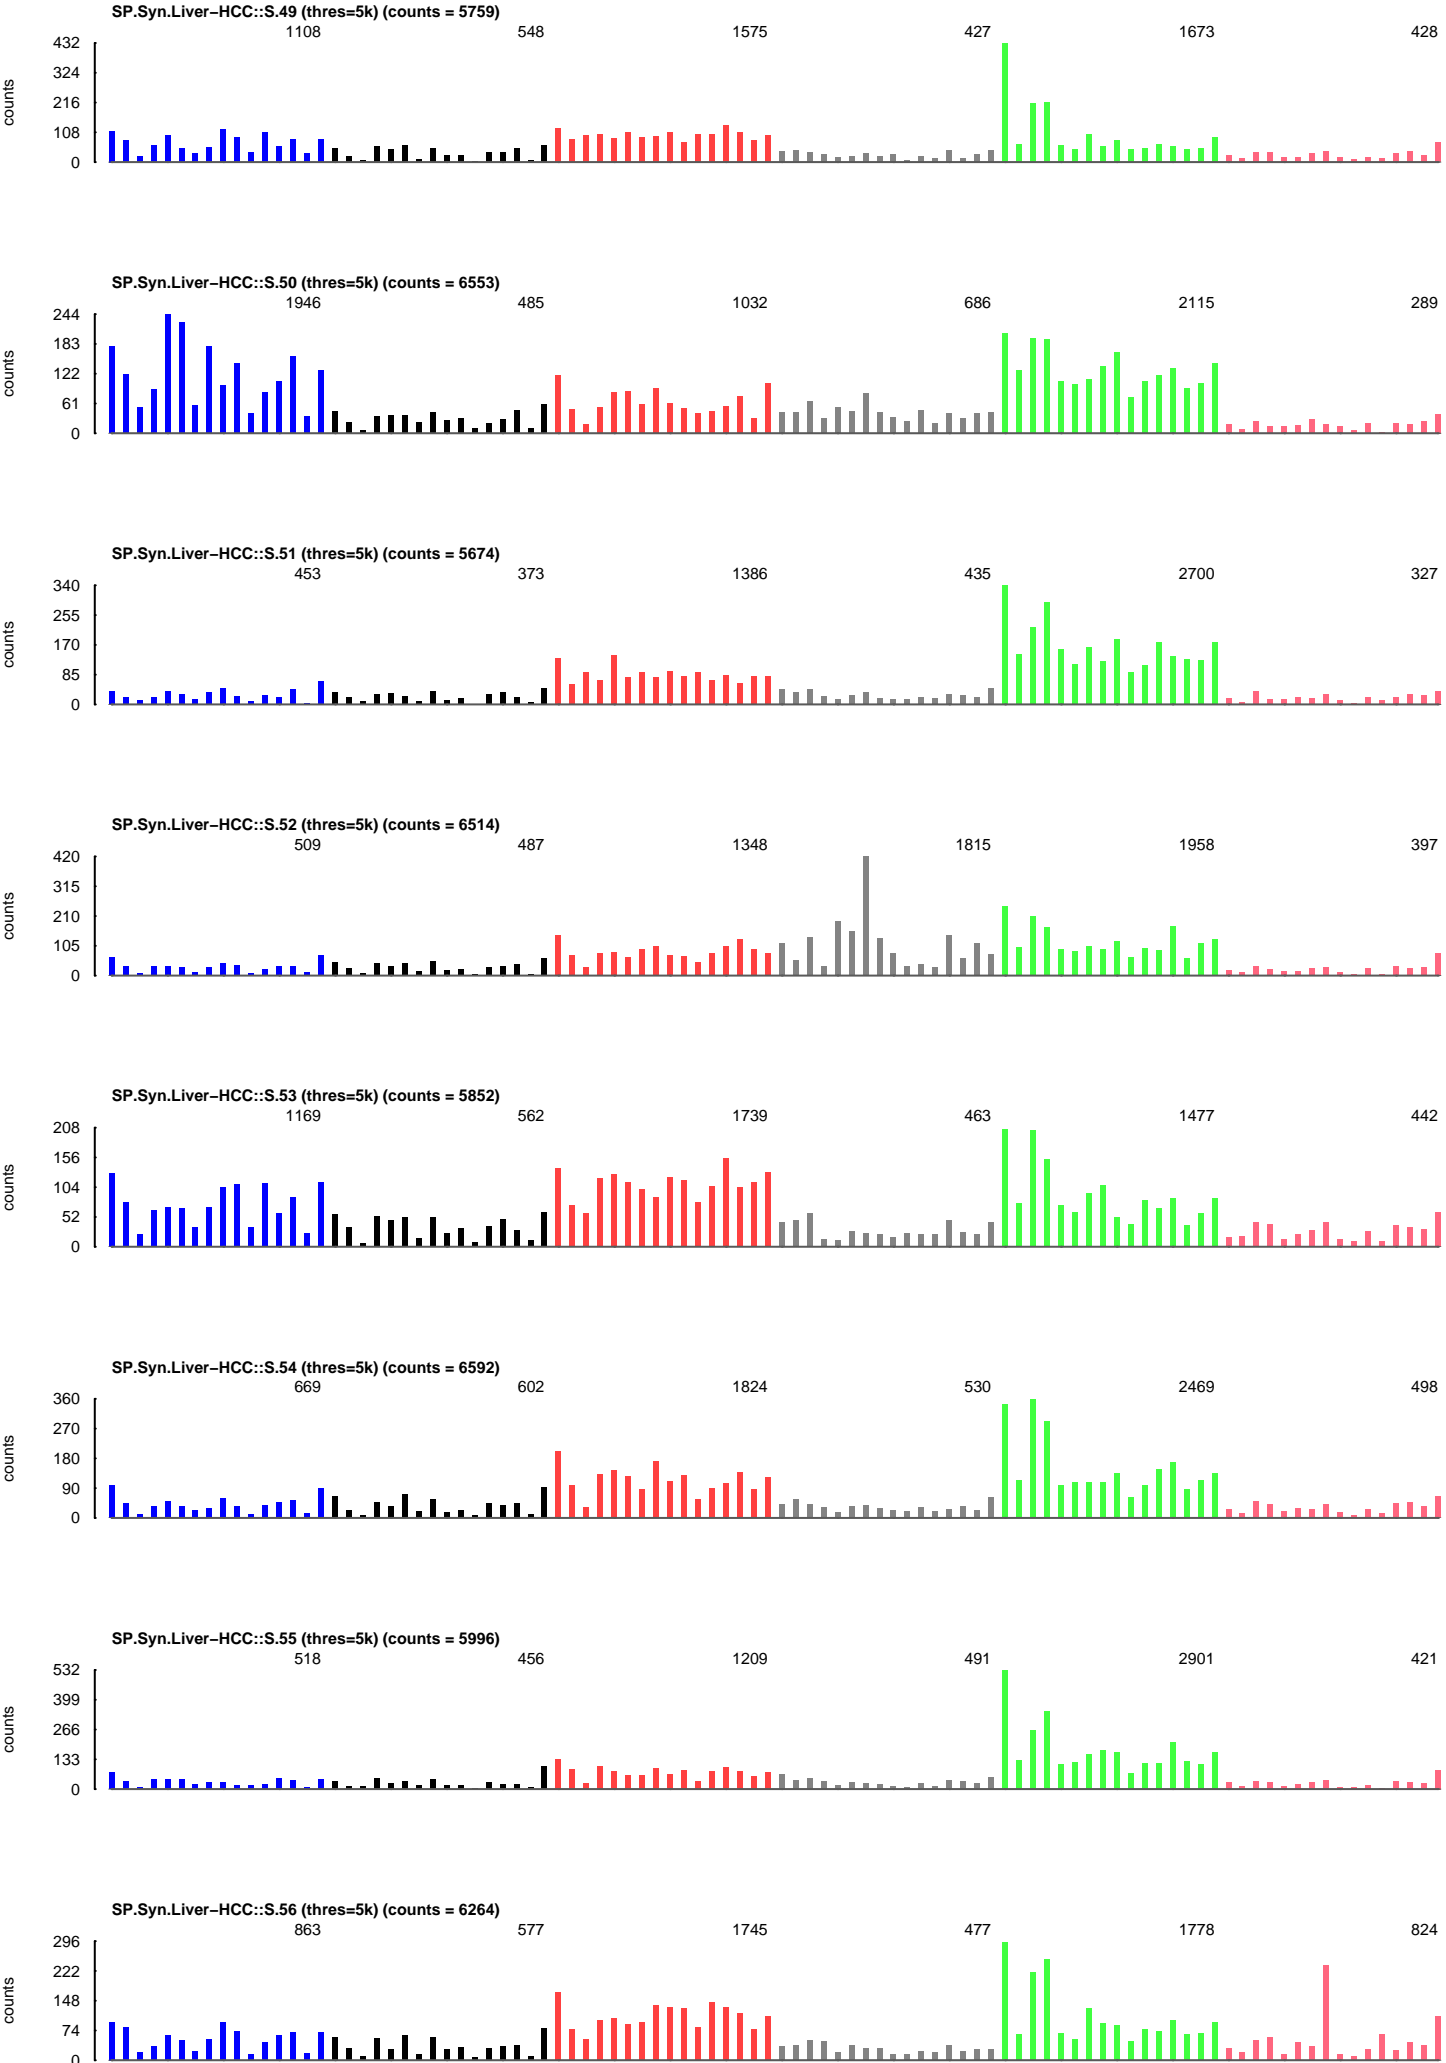 SP.Syn.Liver−HCC::S.49 (thres=5k) (counts = 5759)
1108 548 1575 427 1673 428
432
324
216
108
0
counts
SP.Syn.Liver−HCC::S.50 (thres=5k) (counts = 6553)
1946 485 1032 686 2115 289
244
183
122
61
0
counts
SP.Syn.Liver−HCC::S.51 (thres=5k) (counts = 5674)
453 373 1386 435 2700 327
340
255
170
85
0
counts
SP.Syn.Liver−HCC::S.52 (thres=5k) (counts = 6514)
509 487 1348 1815 1958 397
420
315
210
105
0
counts
SP.Syn.Liver−HCC::S.53 (thres=5k) (counts = 5852)
1169 562 1739 463 1477 442
208
156
104
52
0
counts
SP.Syn.Liver−HCC::S.54 (thres=5k) (counts = 6592)
669 602 1824 530 2469 498
360
270
180
90
0
counts
SP.Syn.Liver−HCC::S.55 (thres=5k) (counts = 5996)
518 456 1209 491 2901 421
532
399
266
133
0
counts
SP.Syn.Liver−HCC::S.56 (thres=5k) (counts = 6264)
863 577 1745 477 1778 824
296
222
148
74
0
counts